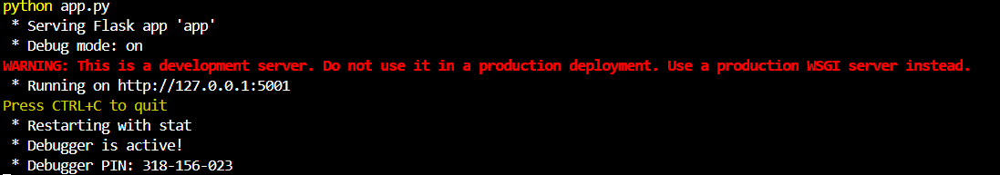 python app.py
* Serving Flask app 'app'
* Debug mode: on
WARNING: This is a development server. Do not use it in a production deployment. Use a production WSGI server instead.
* Running on http://127.0.0.1:5001
Press CTRL+C to quit
* Restarting with stat
* Debugger is active!
* Debugger PIN: 318-156-023